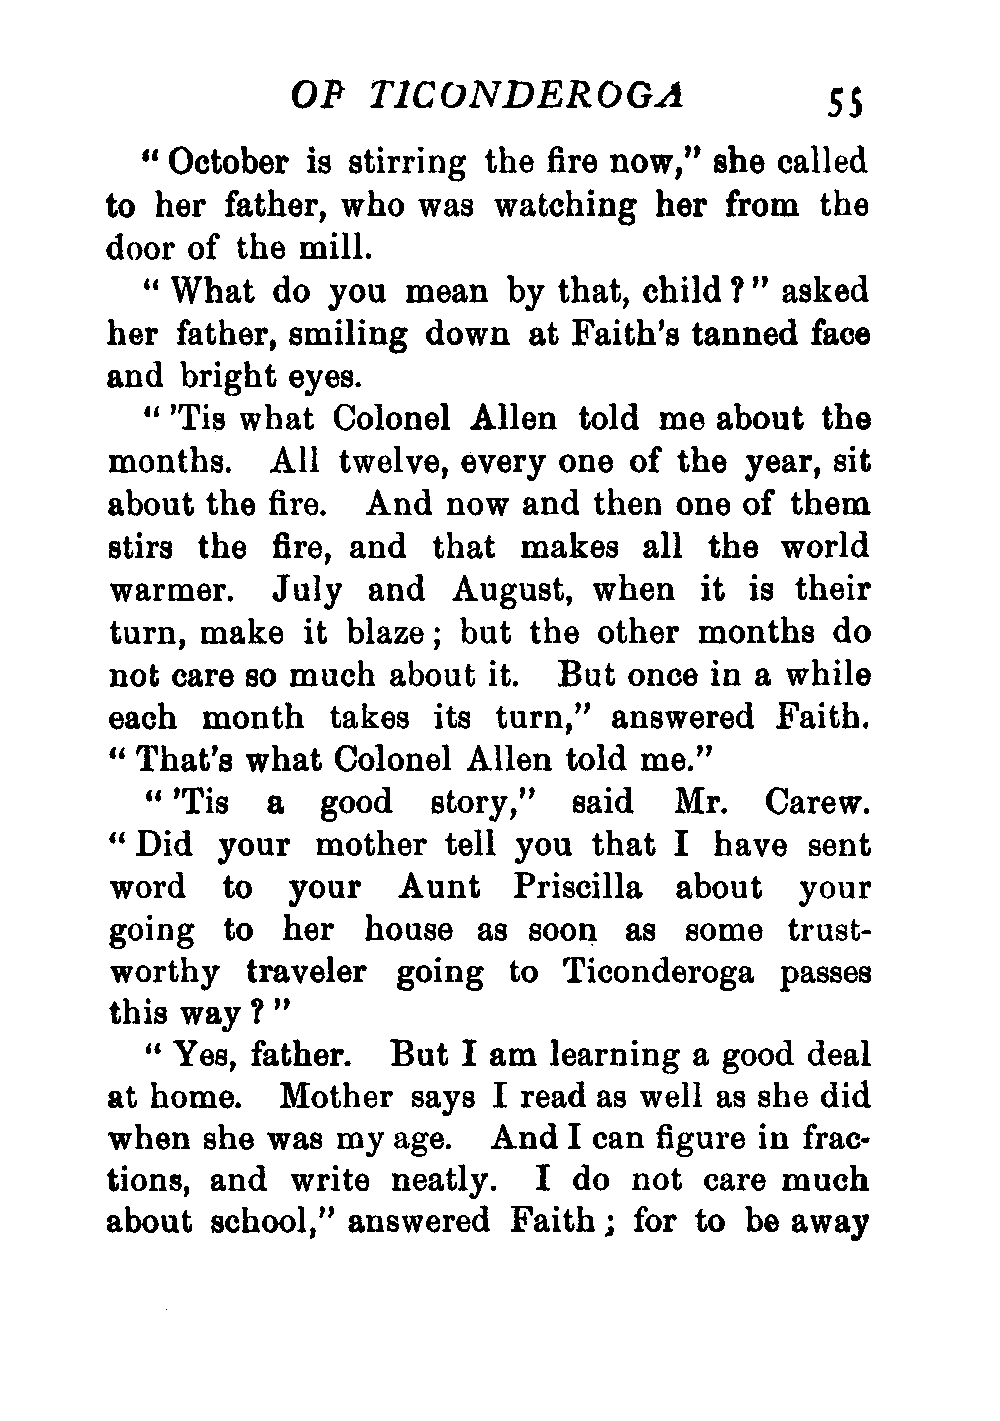 OF TICONDEROGA 55
“ October is stirring the fire now,” she called
to her father, who was watching her from the
door of the mill.
“ What do you mean by that, child ? ” asked
her father, smiling down at Faith's tanned face
and bright eyes.
“ ’Tis what Colonel Allen told me about the
months. All twelve, every one of the year, sit
about the fire. And now and then one of them
stirs the fire, and that makes all the world
warmer. July and August, when it is their
turn, make it blaze ; but the other months do
not care so much about it. But once in a while
each month takes its turn,” answered Faith.
“ That's what Colonel Allen told me.”
“ ’Tis a good story,” said Mr. Carew.
“ Did your mother tell you that I have sent
word to your Aunt Priscilla about your
going to her house as soon as some trust-
worthy traveler going to Ticonderoga passes
this way ? ”
“ Yes, father. But I am learning a good deal
at home. Mother says I read as well as she did
when she was my age. And I can figure in frac-
tions, and write neatly. I do not care much
about school,” answered Faith ; for to be away